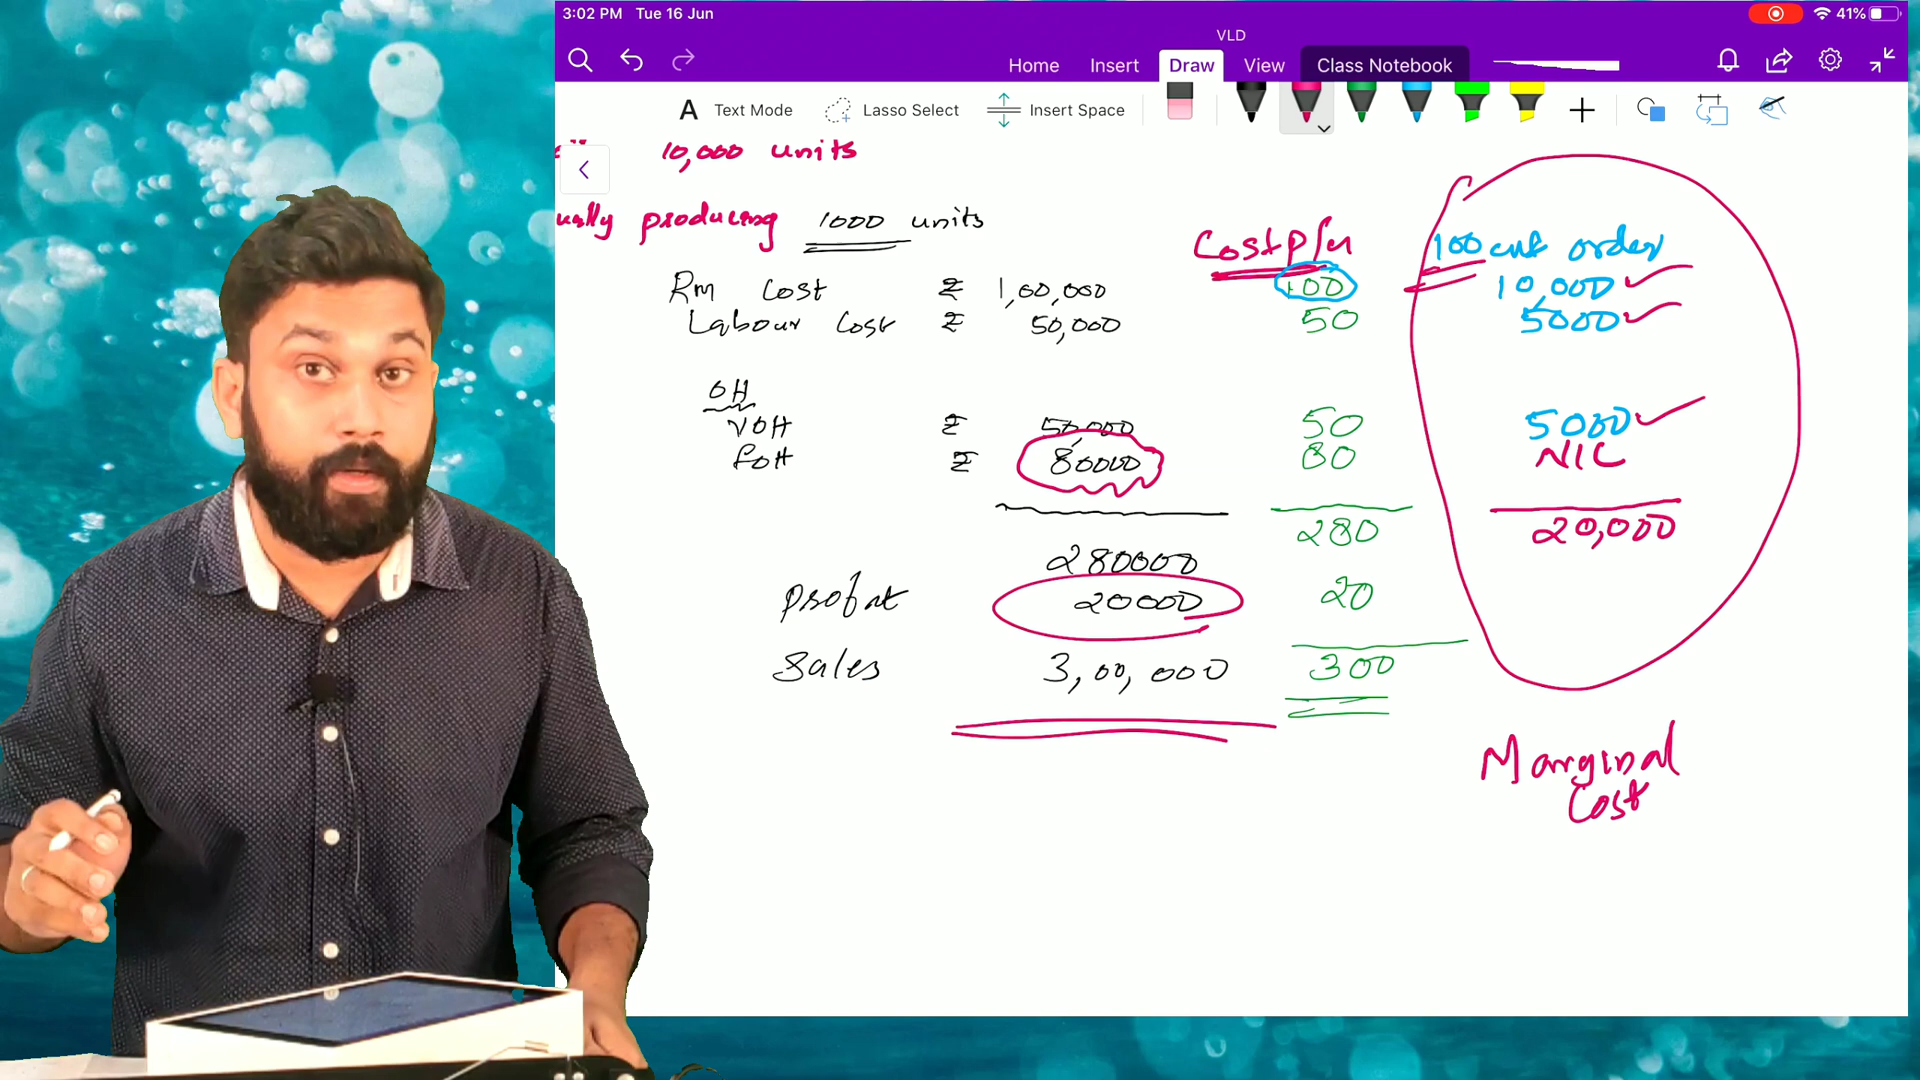 3:02 PM Tue 16 Jun 41%
VLD
Home Insert Draw View Class Notebook
A Text Mode Lasso Select Insert Space
10,000 units
ually producing 1000 units
Cost p/u 100 unit order
Rm Cost ₹ 1,00,000 100 10,000
Labour Cost ₹ 50,000 50 5000
OH
VOH ₹ 50,000 50 5000
FOH ₹ 80000 80 NIL
280000 280 20,000
Profit 20000 20
Sales 3,00,000 300
Marginal
Cost